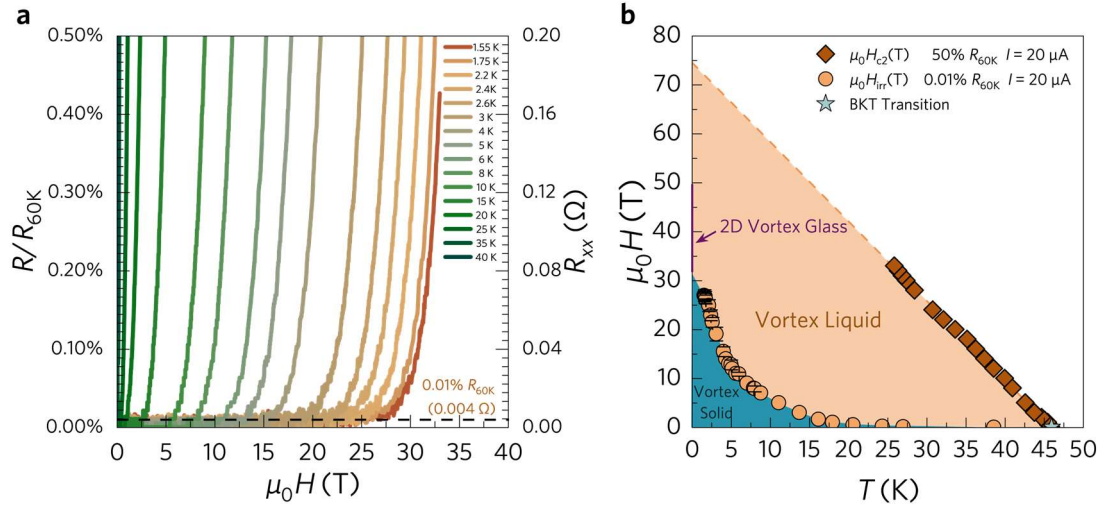 a
0.50%
0.40%
0.30%
0.20%
0.10%
0.00%
R/R60K
0 5 10 15 20 25 30 35 40
μ0H (T)
0.20
0.16
0.12
0.08
0.04
0.00
Rxx (Ω)
1.55 K
1.75 K
2.2 K
2.4K
2.6K
3 K
4 K
5 K
6 K
8 K
10 K
15 K
20 K
25 K
35 K
40 K
0.01% R60K
(0.004 Ω)
b
80
70
60
50
40
30
20
10
0
μ0H (T)
μ0Hc2(T) 50% R60K I = 20 μA
μ0Hirr(T) 0.01% R60K I = 20 μA
BKT Transition
2D Vortex Glass
Vortex Liquid
Vortex
Solid
0 5 10 15 20 25 30 35 40 45 50
T (K)